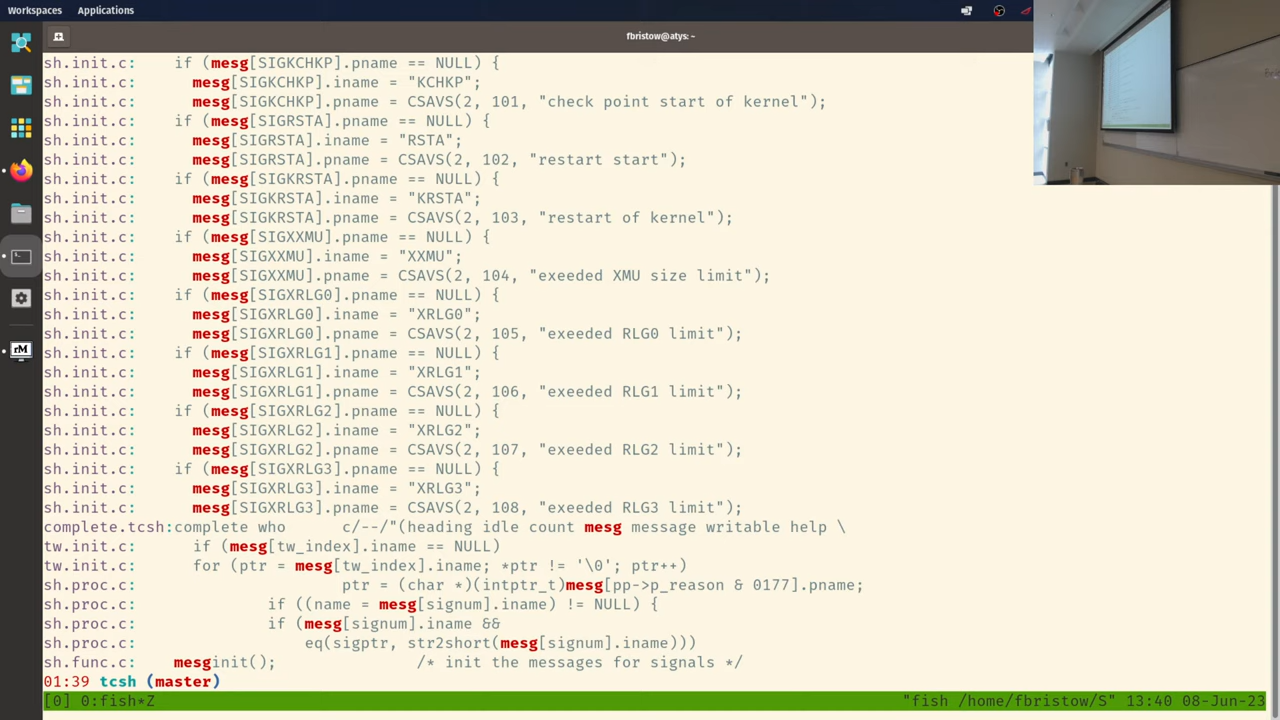 Workspaces Applications
fbristow@atys: ~
sh.init.c: if (mesg[SIGKCHKP].pname == NULL) {
sh.init.c: mesg[SIGKCHKP].iname = "KCHKP";
sh.init.c: mesg[SIGKCHKP].pname = CSAVS(2, 101, "check point start of kernel");
sh.init.c: if (mesg[SIGRSTA].pname == NULL) {
sh.init.c: mesg[SIGRSTA].iname = "RSTA";
sh.init.c: mesg[SIGRSTA].pname = CSAVS(2, 102, "restart start");
sh.init.c: if (mesg[SIGKRSTA].pname == NULL) {
sh.init.c: mesg[SIGKRSTA].iname = "KRSTA";
sh.init.c: mesg[SIGKRSTA].pname = CSAVS(2, 103, "restart of kernel");
sh.init.c: if (mesg[SIGXXMU].pname == NULL) {
sh.init.c: mesg[SIGXXMU].iname = "XXMU";
sh.init.c: mesg[SIGXXMU].pname = CSAVS(2, 104, "exeeded XMU size limit");
sh.init.c: if (mesg[SIGXRLG0].pname == NULL) {
sh.init.c: mesg[SIGXRLG0].iname = "XRLG0";
sh.init.c: mesg[SIGXRLG0].pname = CSAVS(2, 105, "exeeded RLG0 limit");
sh.init.c: if (mesg[SIGXRLG1].pname == NULL) {
sh.init.c: mesg[SIGXRLG1].iname = "XRLG1";
sh.init.c: mesg[SIGXRLG1].pname = CSAVS(2, 106, "exeeded RLG1 limit");
sh.init.c: if (mesg[SIGXRLG2].pname == NULL) {
sh.init.c: mesg[SIGXRLG2].iname = "XRLG2";
sh.init.c: mesg[SIGXRLG2].pname = CSAVS(2, 107, "exeeded RLG2 limit");
sh.init.c: if (mesg[SIGXRLG3].pname == NULL) {
sh.init.c: mesg[SIGXRLG3].iname = "XRLG3";
sh.init.c: mesg[SIGXRLG3].pname = CSAVS(2, 108, "exeeded RLG3 limit");
complete.tcsh:complete who c/--/"(heading idle count mesg message writable help \
tw.init.c: if (mesg[tw_index].iname == NULL)
tw.init.c: for (ptr = mesg[tw_index].iname; *ptr != '\0'; ptr++)
sh.proc.c: ptr = (char *)(intptr_t)mesg[pp->p_reason & 0177].pname;
sh.proc.c: if ((name = mesg[signum].iname) != NULL) {
sh.proc.c: if (mesg[signum].iname &&
sh.proc.c: eq(sigptr, str2short(mesg[signum].iname)))
sh.func.c: mesginit(); /* init the messages for signals */
01:39 tcsh (master)
[0] 0:fish*Z "fish /home/fbristow/S" 13:40 08-Jun-23